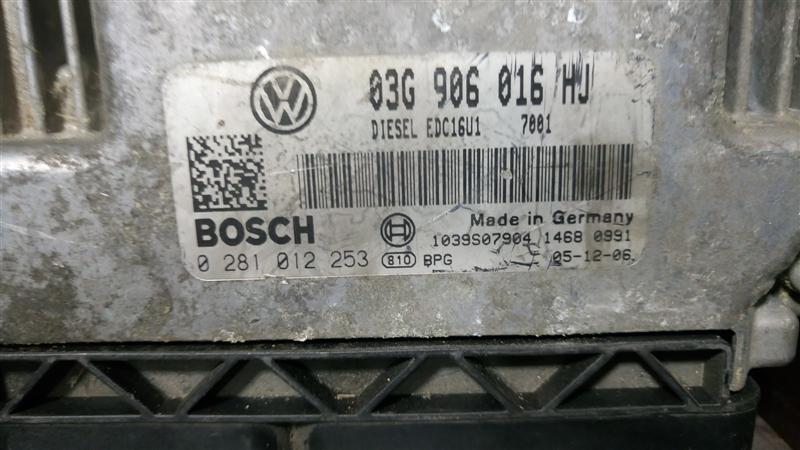 03G 906 016 HJ
DIESEL EDC16U1 7001
BOSCH
Made in Germany
1039S07904 1468 0991
0 281 012 253 810 BPG 05-12-06